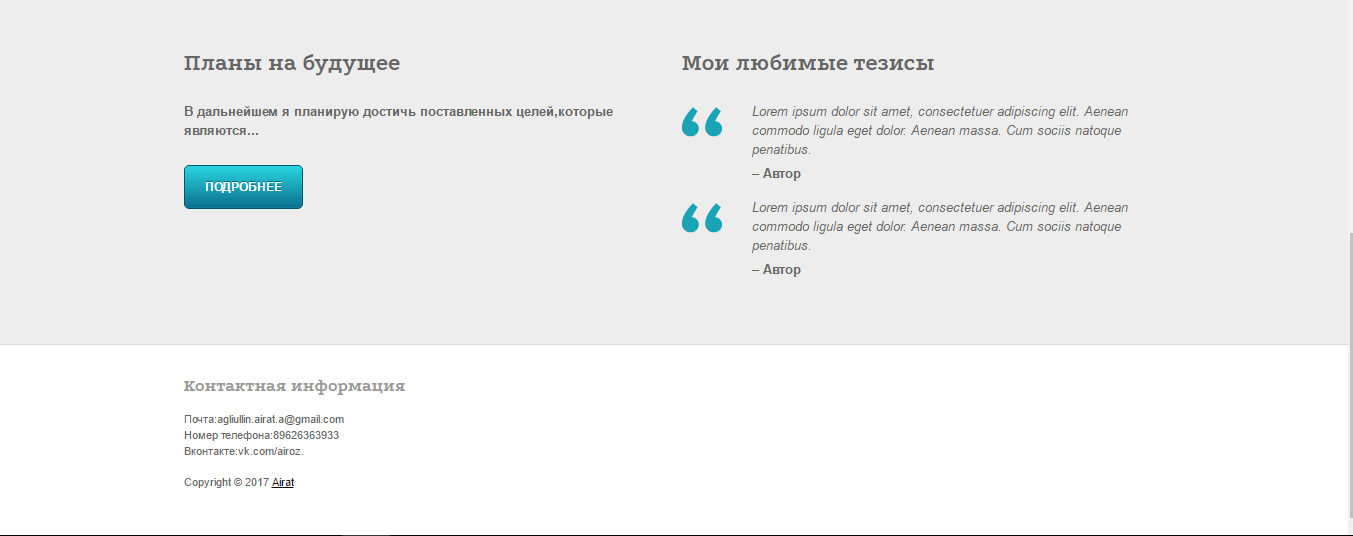 Планы на будущее
В дальнейшем я планирую достичь поставленных целей,которые
являются...
ПОДРОБНЕЕ
Мои любимые тезисы
Lorem ipsum dolor sit amet, consectetuer adipiscing elit. Aenean
commodo ligula eget dolor. Aenean massa. Cum sociis natoque
penatibus.
– Автор
Lorem ipsum dolor sit amet, consectetuer adipiscing elit. Aenean
commodo ligula eget dolor. Aenean massa. Cum sociis natoque
penatibus.
– Автор
Контактная информация
Почта:agliullin.airat.a@gmail.com
Номер телефона:89626363933
Вконтакте:vk.com/airoz.
Copyright © 2017 Airat